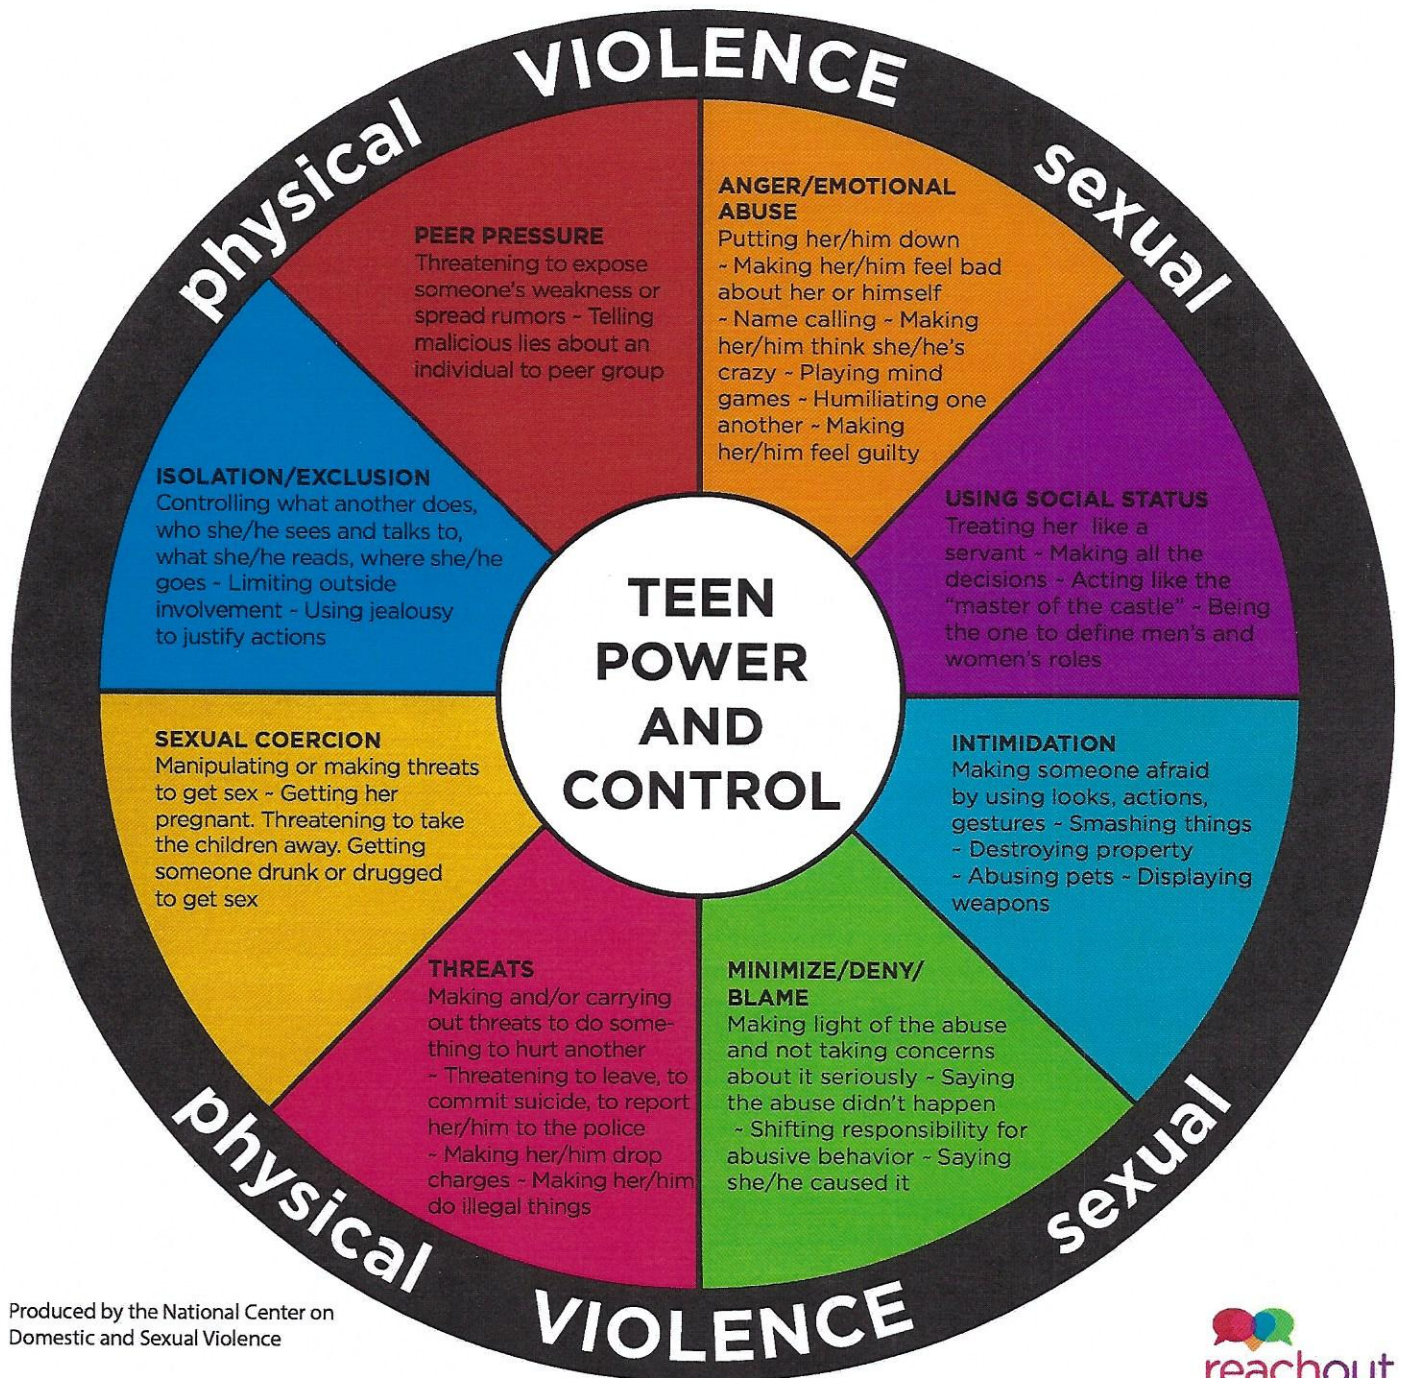 physical VIOLENCE sexual
PEER PRESSURE
Threatening to expose
someone's weakness or
spread rumors ~ Telling
malicious lies about an
individual to peer group
ANGER/EMOTIONAL
ABUSE
Putting her/him down
~ Making her/him feel bad
about her or himself
~ Name calling ~ Making
her/him think she/he's
crazy ~ Playing mind
games ~ Humiliating one
another ~ Making
her/him feel guilty
USING SOCIAL STATUS
Treating her like a
servant ~ Making all the
decisions ~ Acting like the
"master of the castle" ~ Being
the one to define men's and
women's roles
INTIMIDATION
Making someone afraid
by using looks, actions,
gestures ~ Smashing things
~ Destroying property
~ Abusing pets ~ Displaying
weapons
MINIMIZE/DENY/
BLAME
Making light of the abuse
and not taking concerns
about it seriously ~ Saying
the abuse didn't happen
~ Shifting responsibility for
abusive behavior ~ Saying
she/he caused it
THREATS
Making and/or carrying
out threats to do some-
thing to hurt another
~ Threatening to leave, to
commit suicide, to report
her/him to the police
~ Making her/him drop
charges ~ Making her/him
do illegal things
SEXUAL COERCION
Manipulating or making threats
to get sex ~ Getting her
pregnant. Threatening to take
the children away. Getting
someone drunk or drugged
to get sex
ISOLATION/EXCLUSION
Controlling what another does,
who she/he sees and talks to,
what she/he reads, where she/he
goes ~ Limiting outside
involvement ~ Using jealousy
to justify actions
TEEN
POWER
AND
CONTROL
physical VIOLENCE sexual
Produced by the National Center on
Domestic and Sexual Violence
reachout